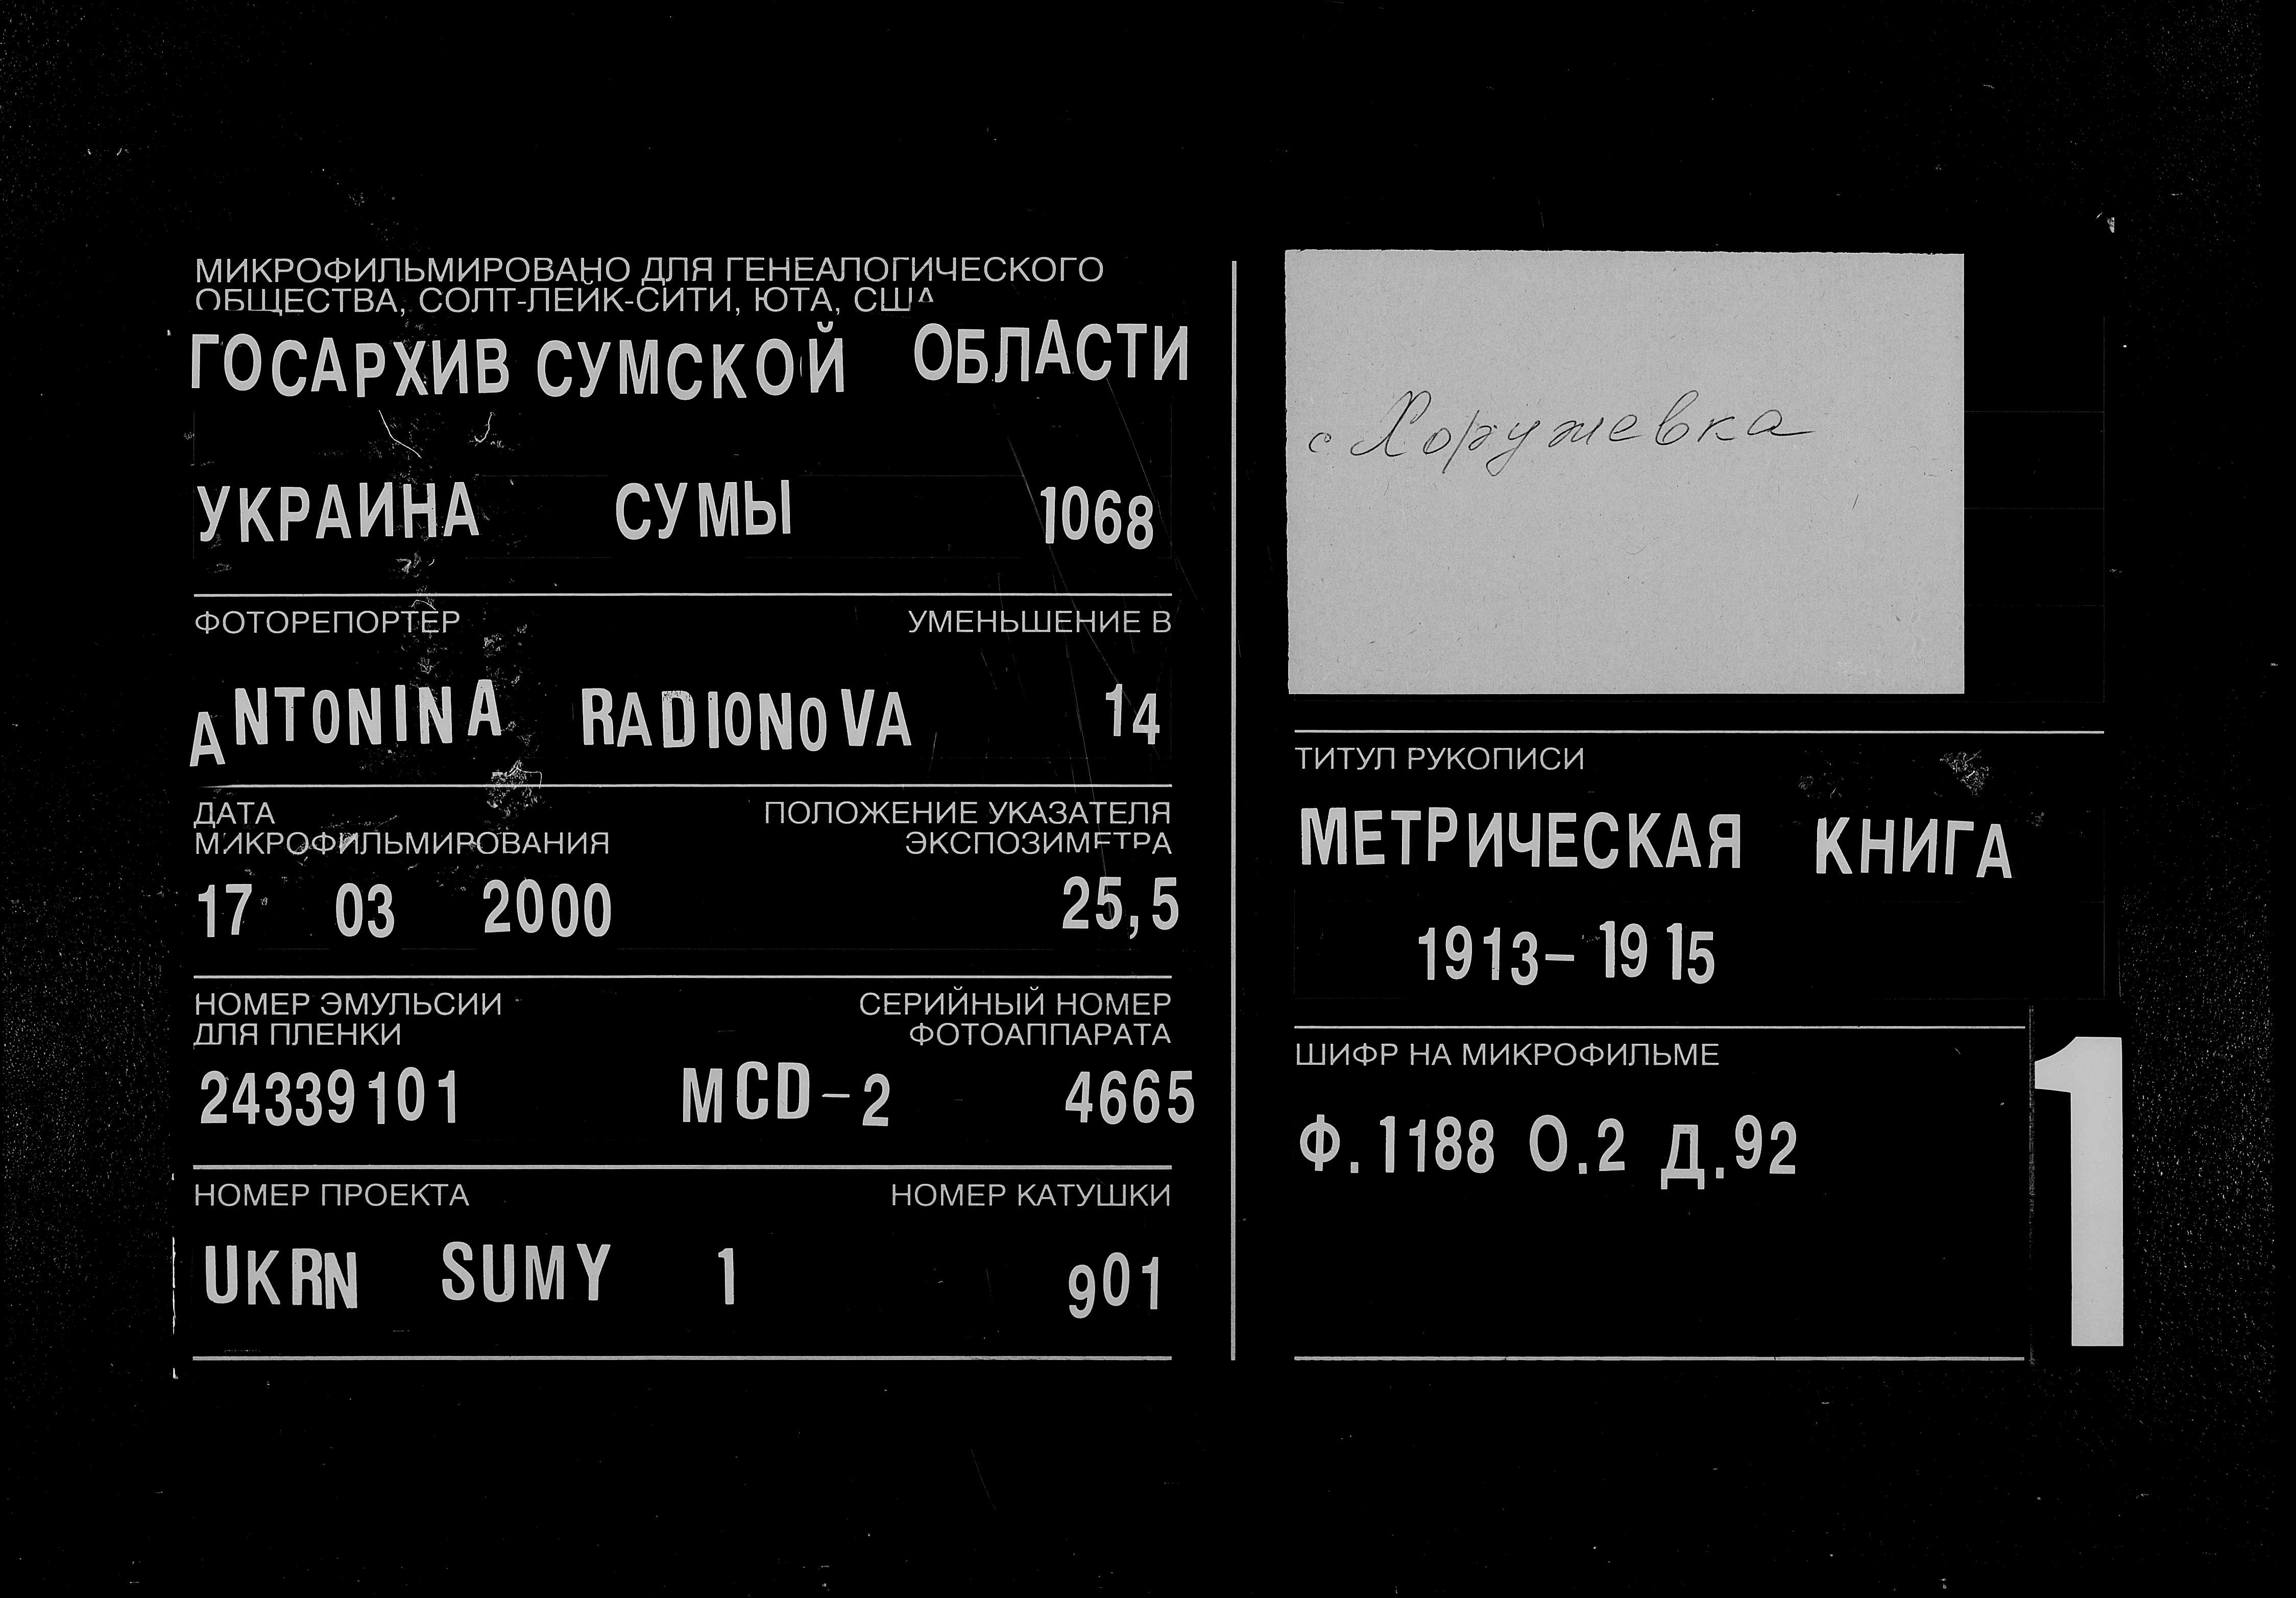 МИКРОФИЛЬМИРОВАНО ДЛЯ ГЕНЕАЛОГИЧЕСКОГО
ОБЩЕСТВА, СОЛТ-ЛЕЙК-СИТИ, ЮТА, США
ГОСАРХИВ СУМСКОЙ ОБЛАСТИ
УКРАИНА СУМЫ 1068
ФОТОРЕПОРТЕР УМЕНЬШЕНИЕ В
ANTONINA RADIONOVA 14
ДАТА ПОЛОЖЕНИЕ УКАЗАТЕЛЯ
МИКРОФИЛЬМИРОВАНИЯ ЭКСПОЗИМЕТРА
17 03 2000 25,5
НОМЕР ЭМУЛЬСИИ СЕРИЙНЫЙ НОМЕР
ДЛЯ ПЛЕНКИ ФОТОАППАРАТА
24339101 MCD-2 4665
НОМЕР ПРОЕКТА НОМЕР КАТУШКИ
UKRN SUMY 1 901
с Хоружевка
ТИТУЛ РУКОПИСИ
МЕТРИЧЕСКАЯ КНИГА
1913-1915
ШИФР НА МИКРОФИЛЬМЕ
Ф.1188 О.2 Д.92
1